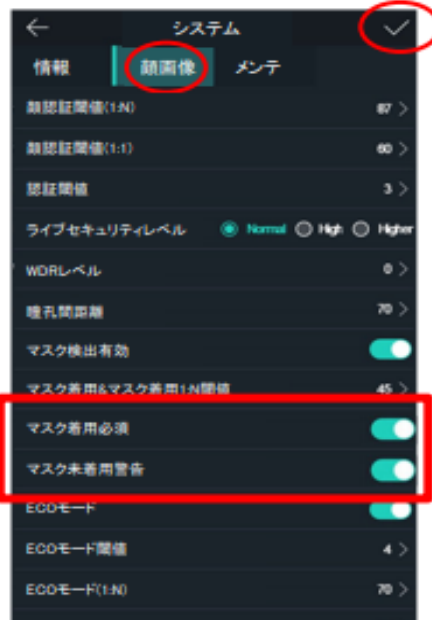 システム
情報 顔画像 メンテ
顔認証閾値(1:N) 67
顔認証閾値(1:1) 60
認証閾値 3
ライブセキュリティレベル Normal High Higher
WDRレベル 0
瞳孔間距離 70
マスク検出有効
マスク着用&マスク着用1:N閾値 45
マスク着用必須
マスク未着用警告
ECOモード
ECOモード閾値 4
ECOモード(1:N) 70